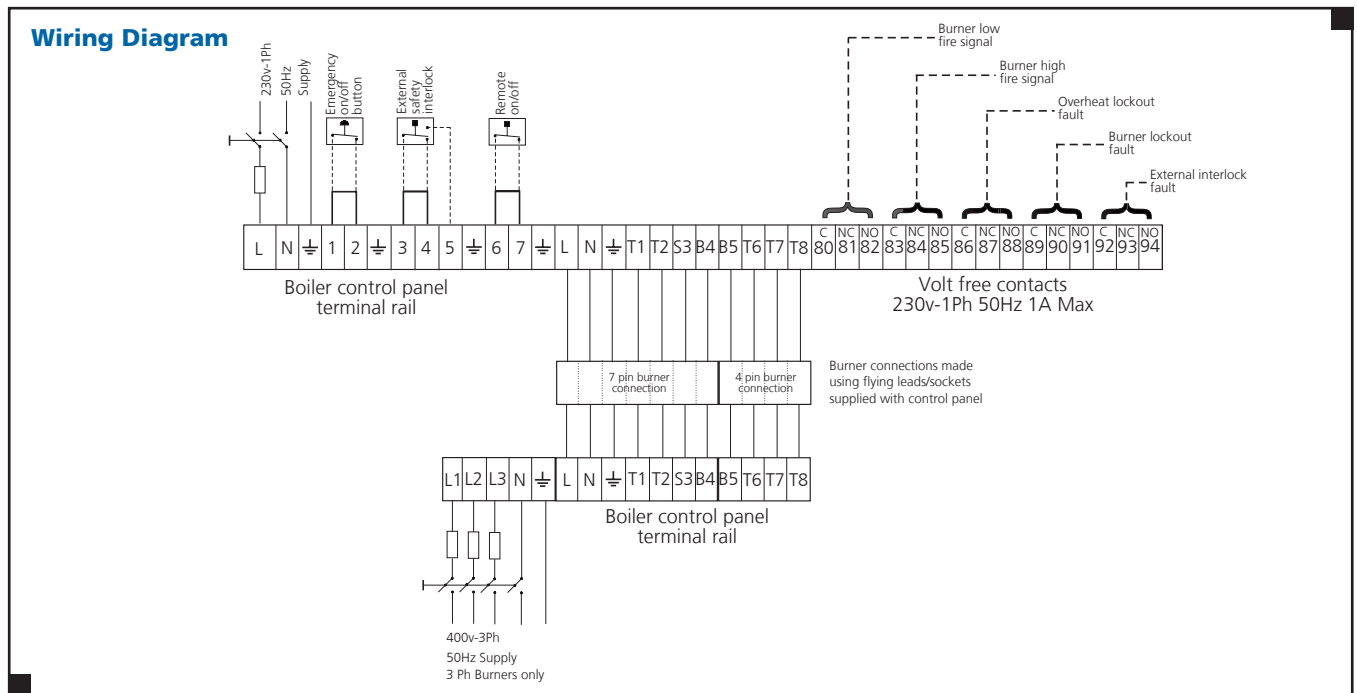 Wiring Diagram
230v-1Ph
50Hz
Supply
Emergency
on/off
button
External
safety
interlock
Remote
on/off
Burner low
fire signal
Burner high
fire signal
Overheat lockout
fault
Burner lockout
fault
External interlock
fault
L N 1 2 3 4 5 6 7 L N T1 T2 S3 B4 B5 T6 T7 T8
C NC NO C NC NO C NC NO C NC NO C NC NO
80 81 82 83 84 85 86 87 88 89 90 91 92 93 94
Boiler control panel
terminal rail
Volt free contacts
230v-1Ph 50Hz 1A Max
7 pin burner
connection
4 pin burner
connection
Burner connections made
using flying leads/sockets
supplied with control panel
L1 L2 L3 N L N T1 T2 S3 B4 B5 T6 T7 T8
Boiler control panel
terminal rail
400v-3Ph
50Hz Supply
3 Ph Burners only